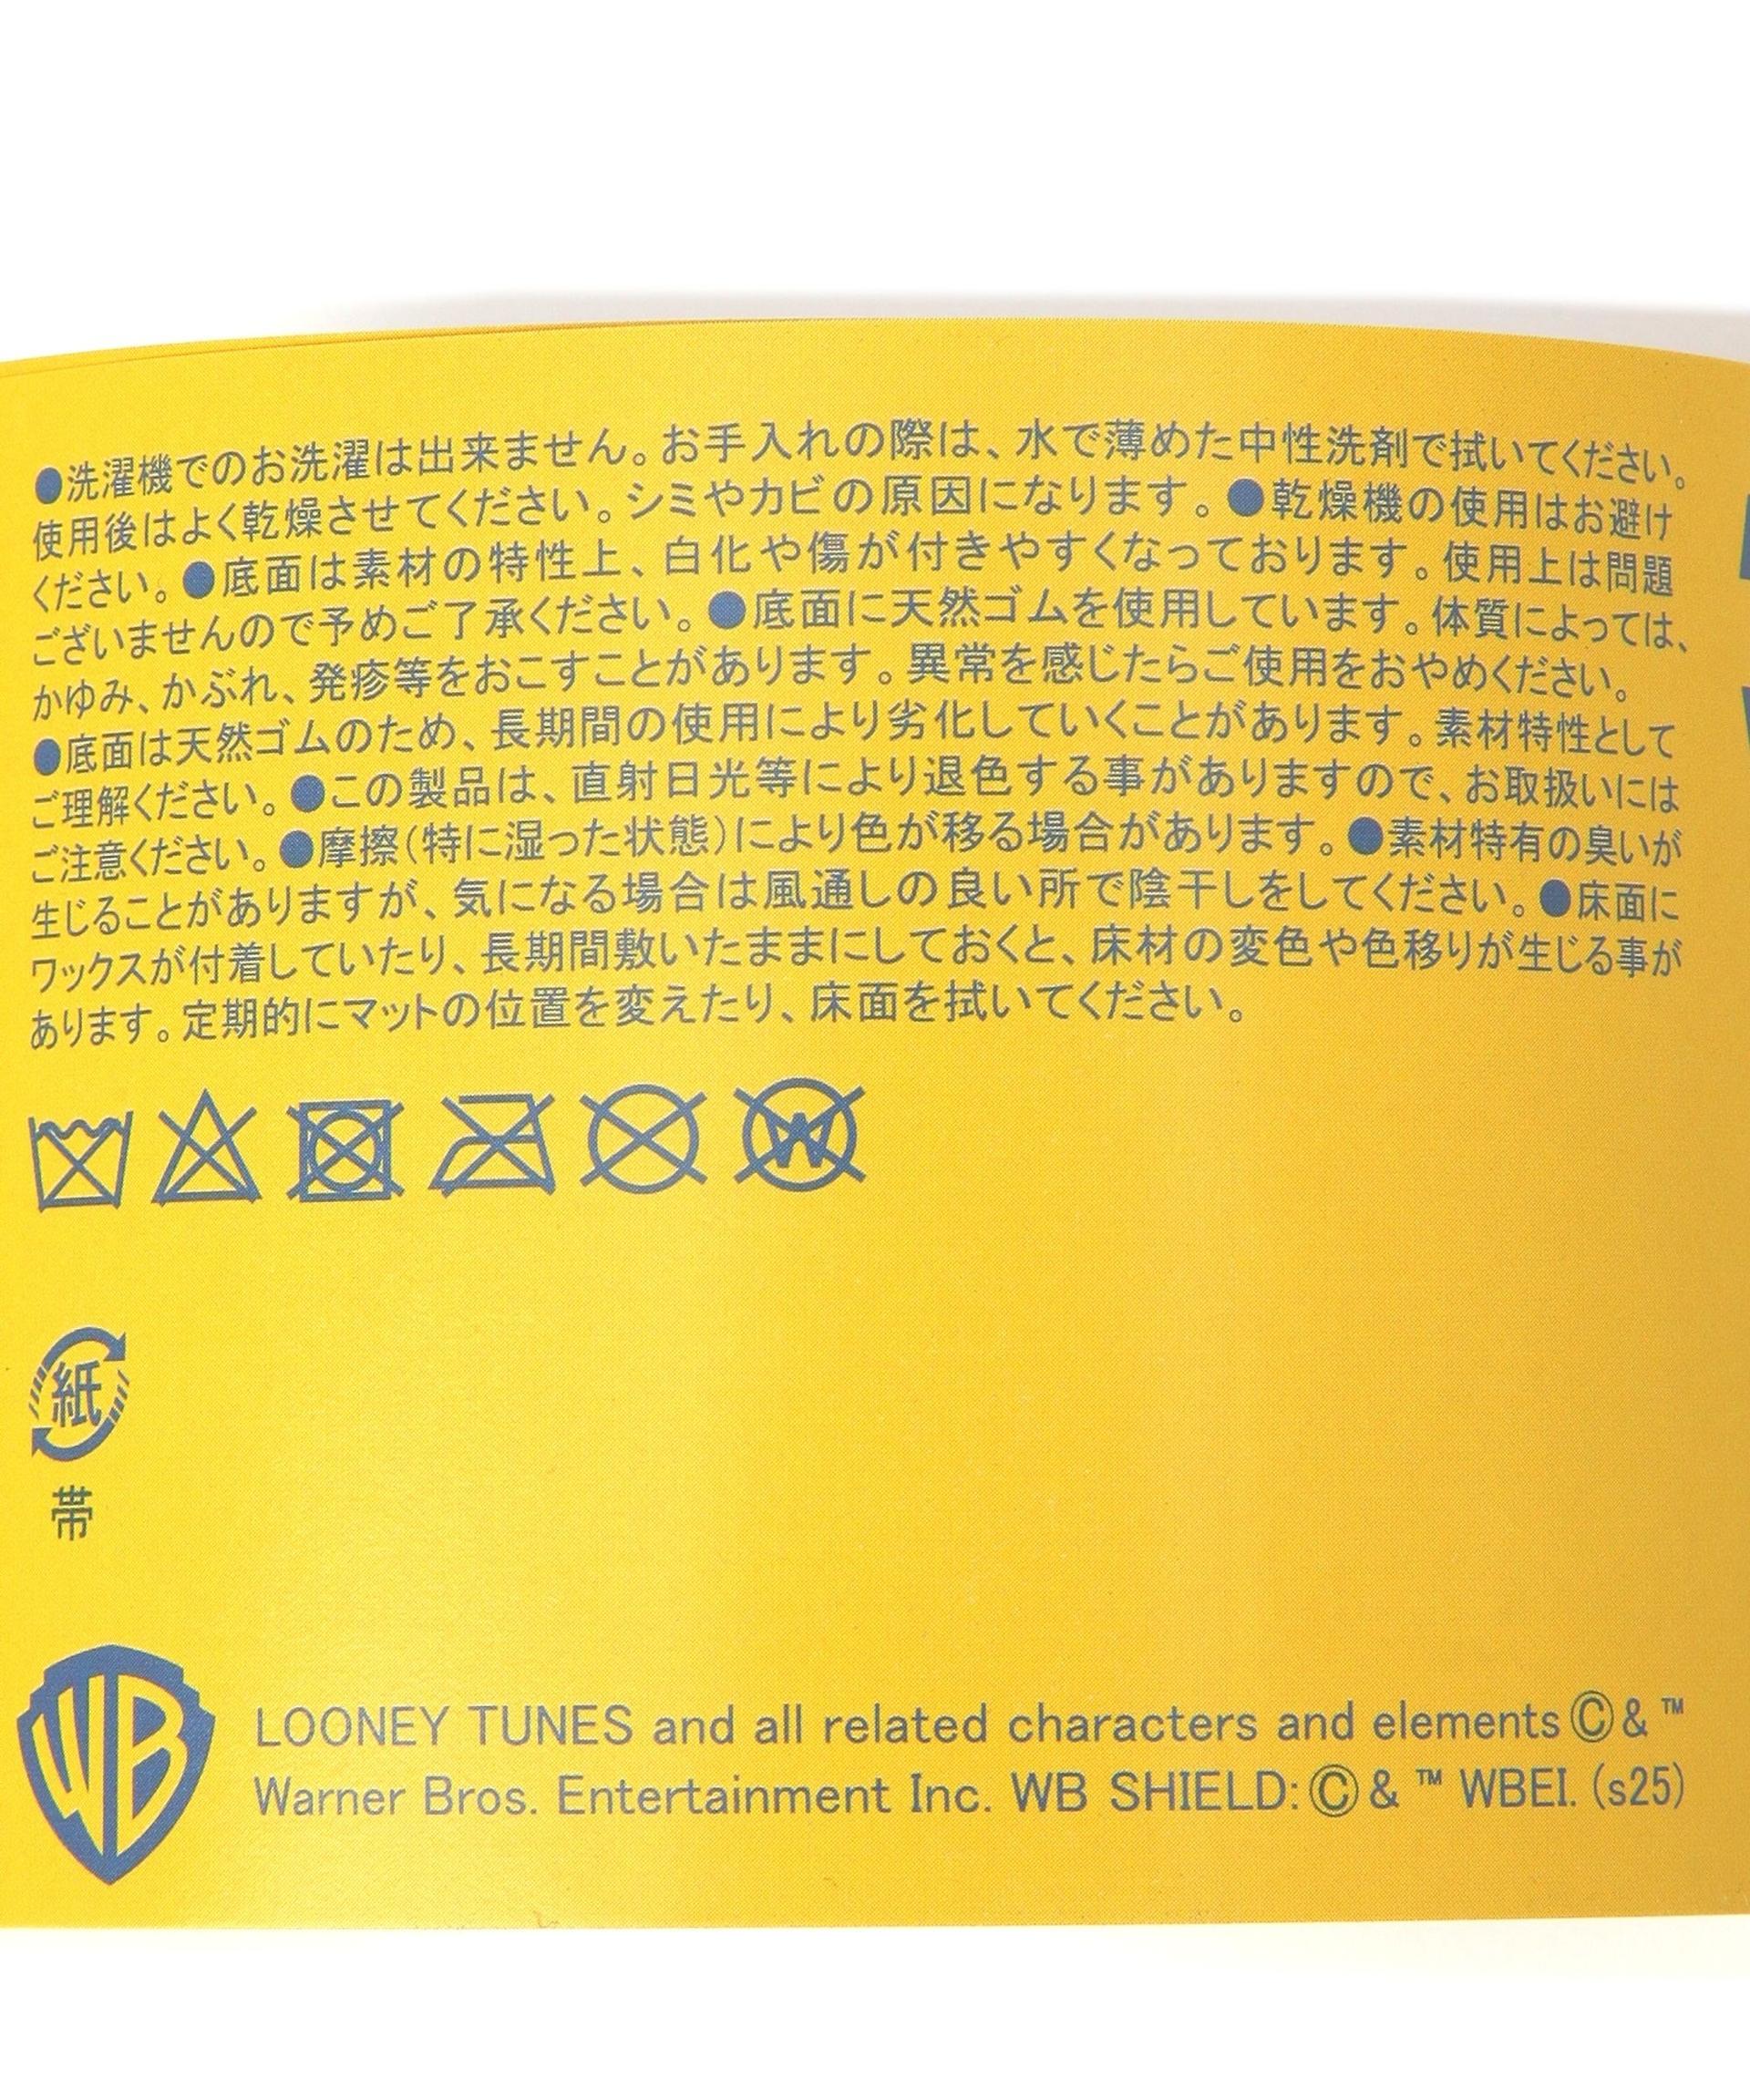 ●洗濯機でのお洗濯は出来ません。お手入れの際は、水で薄めた中性洗剤で拭いてください。
使用後はよく乾燥させてください。シミやカビの原因になります。●乾燥機の使用はお避け
ください。●底面は素材の特性上、白化や傷が付きやすくなっております。使用上は問題
ございませんので予めご了承ください。●底面に天然ゴムを使用しています。体質によっては、
かゆみ、かぶれ、発疹等をおこすことがあります。異常を感じたらご使用をおやめください。
●底面は天然ゴムのため、長期間の使用により劣化していくことがあります。素材特性として
ご理解ください。●この製品は、直射日光等により退色する事がありますので、お取扱いには
ご注意ください。●摩擦(特に湿った状態)により色が移る場合があります。●素材特有の臭いが
生じることがありますが、気になる場合は風通しの良い所で陰干しをしてください。●床面に
ワックスが付着していたり、長期間敷いたままにしておくと、床材の変色や色移りが生じる事が
あります。定期的にマットの位置を変えたり、床面を拭いてください。
W
紙
帯
WB
LOONEY TUNES and all related characters and elements©&™
Warner Bros. Entertainment Inc. WB SHIELD:©&™ WBEI. (s25)